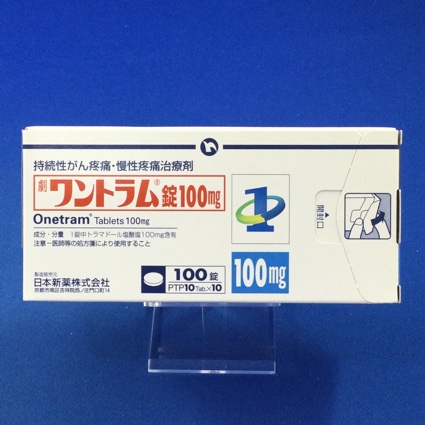 持続性がん疼痛・慢性疼痛治療剤
劇 ワントラム®錠100mg
Onetram® Tablets 100mg
成分・分量 1錠中トラマドール塩酸塩100mg含有
注意-医師等の処方箋により使用すること
1
開封口
製造販売元
日本新薬株式会社
京都市南区吉祥院西ノ庄門口町14
100錠
PTP10Tab.×10
100mg